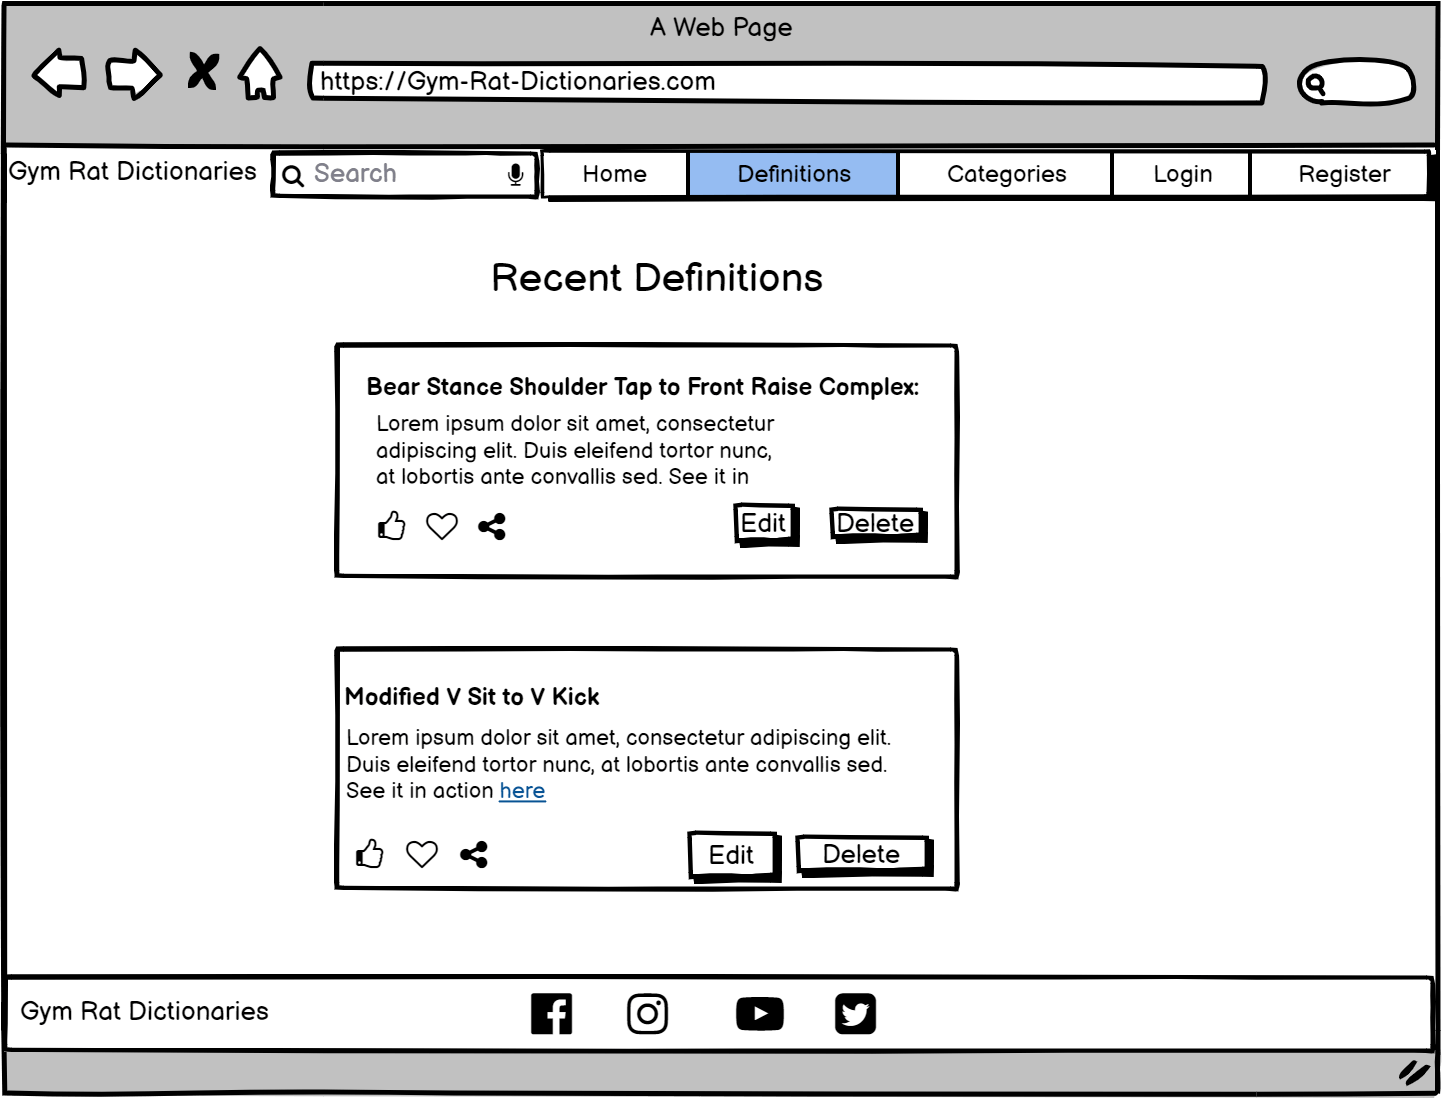 A Web Page
https://Gym-Rat-Dictionaries.com
Gym Rat Dictionaries
Search
Home
Definitions
Categories
Login
Register
Recent Definitions
Bear Stance Shoulder Tap to Front Raise Complex:
Lorem ipsum dolor sit amet, consectetur
adipiscing elit. Duis eleifend tortor nunc,
at lobortis ante convallis sed. See it in
Edit
Delete
Modified V Sit to V Kick
Lorem ipsum dolor sit amet, consectetur adipiscing elit.
Duis eleifend tortor nunc, at lobortis ante convallis sed.
See it in action here
Edit
Delete
Gym Rat Dictionaries